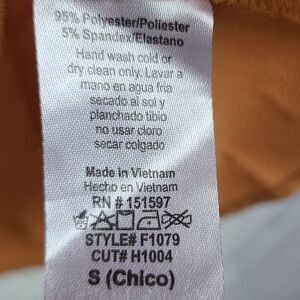 95% Polyester/Poliester
5% Spandex/Elastano
Hand wash cold or
dry clean only. Lavar a
mano en agua fria
secado al sol y
planchado tibio
no usar cloro
secar colgado
Made in Vietnam
Hecho en Vietnam
RN # 151597
STYLE# F1079
CUT# H1004
S (Chico)